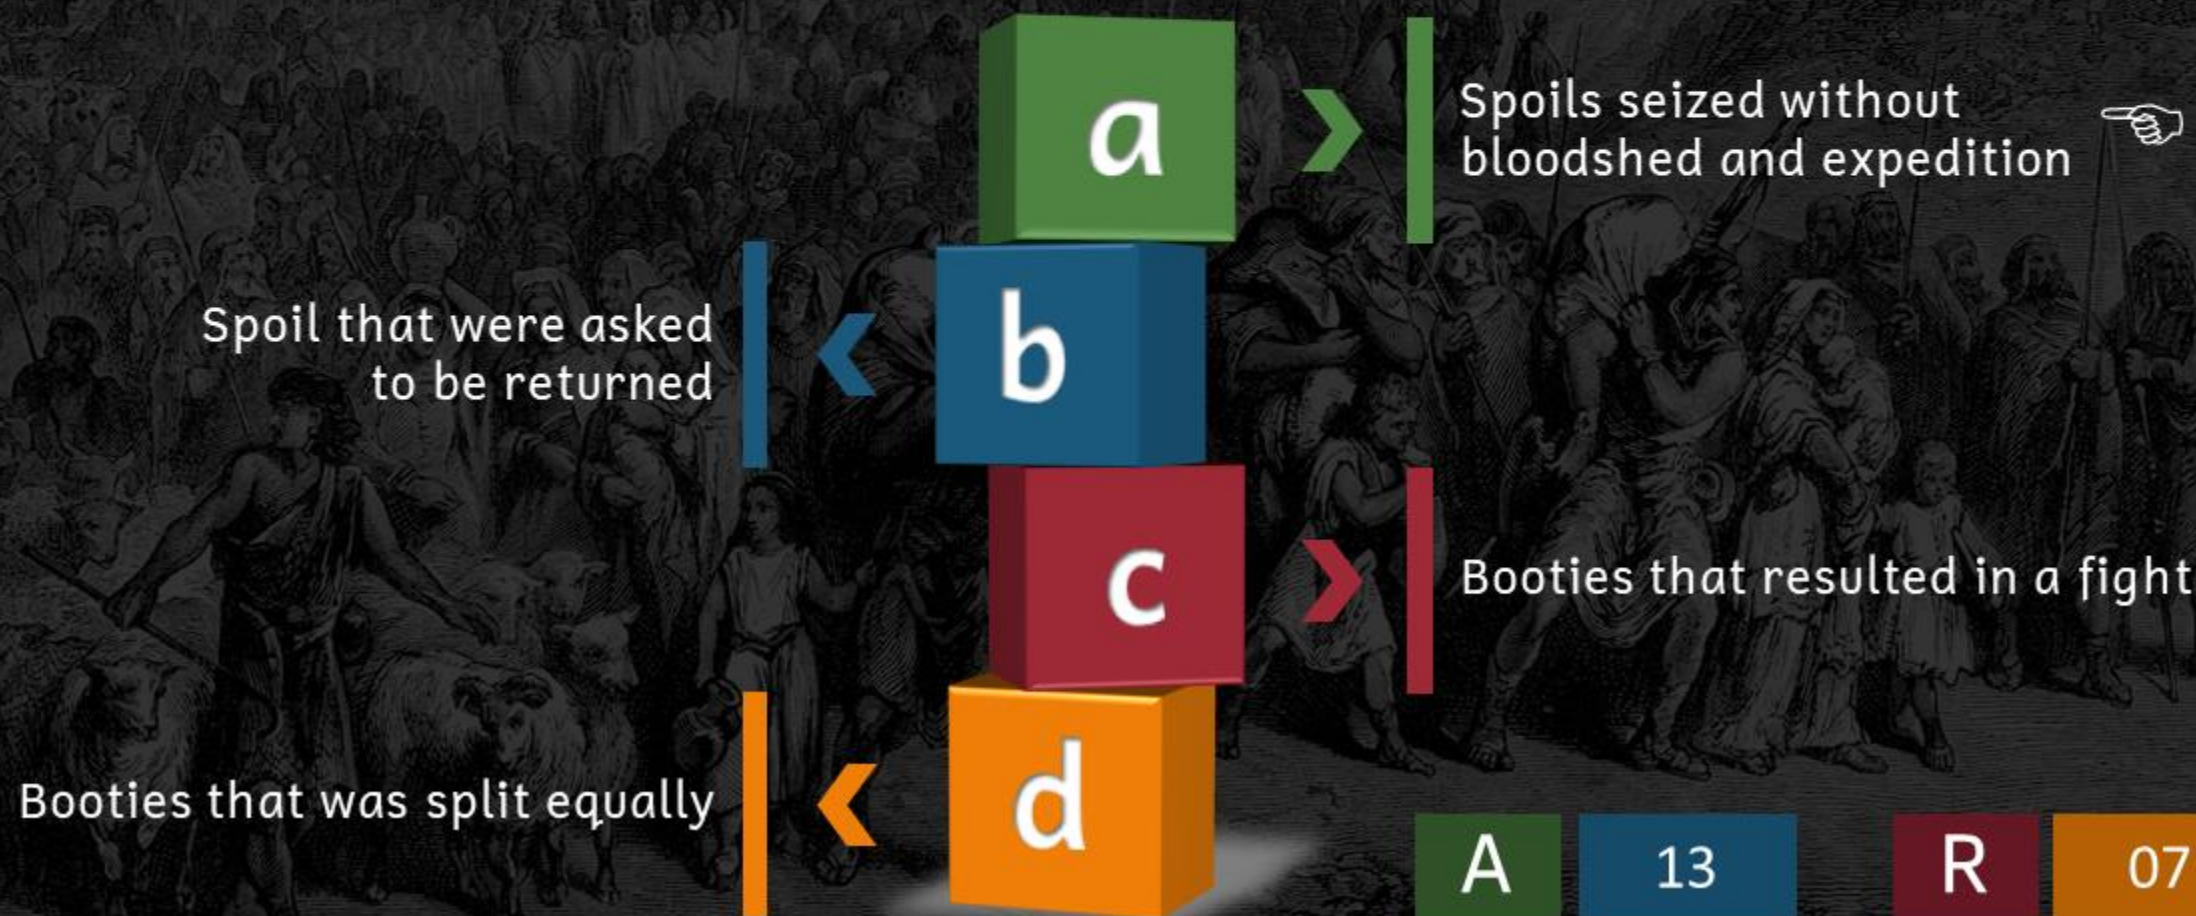 a
Spoils seized without
bloodshed and expedition
b
Spoil that were asked
to be returned
c
Booties that resulted in a fight
d
Booties that was split equally
A
13
R
07